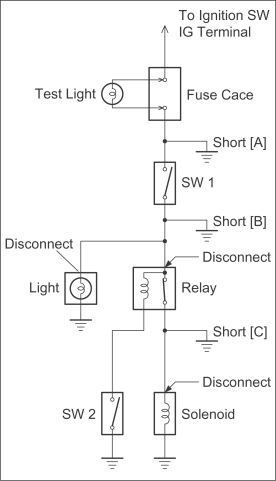 To Ignition SW
IG Terminal
Test Light
Fuse Cace
Short [A]
SW 1
Short [B]
Disconnect
Disconnect
Light
Relay
Short [C]
Disconnect
SW 2
Solenoid